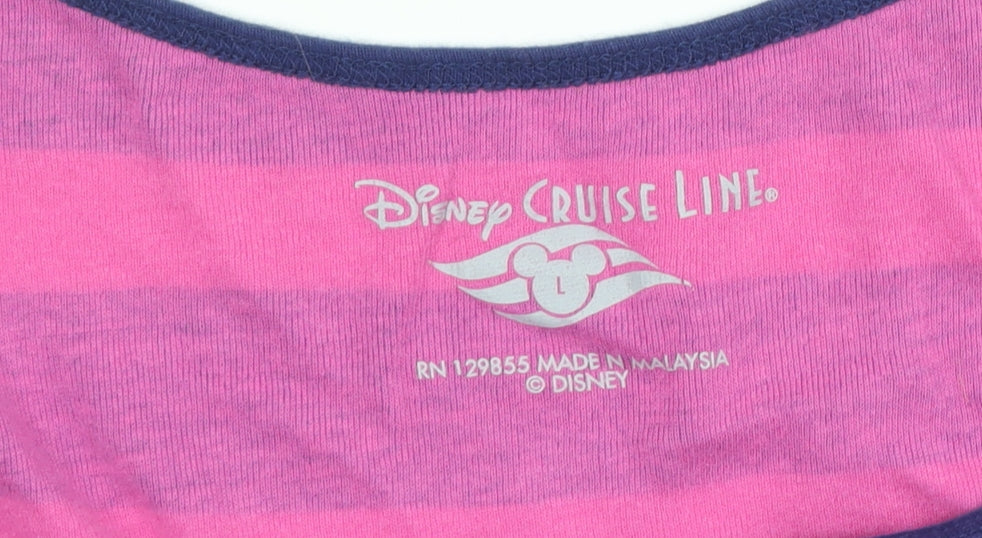 Disney CRUISE LINE®
L
RN 129855 MADE N MALAYSIA
© DISNEY